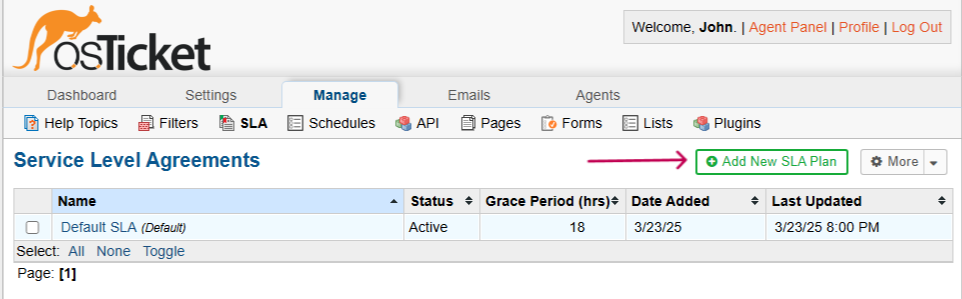 osTicket
Welcome, John. | Agent Panel | Profile | Log Out
Dashboard Settings Manage Emails Agents
Help Topics Filters SLA Schedules API Pages Forms Lists Plugins
Service Level Agreements Add New SLA Plan More
Name Status Grace Period (hrs) Date Added Last Updated
Default SLA (Default) Active 18 3/23/25 3/23/25 8:00 PM
Select: All None Toggle
Page: [1]